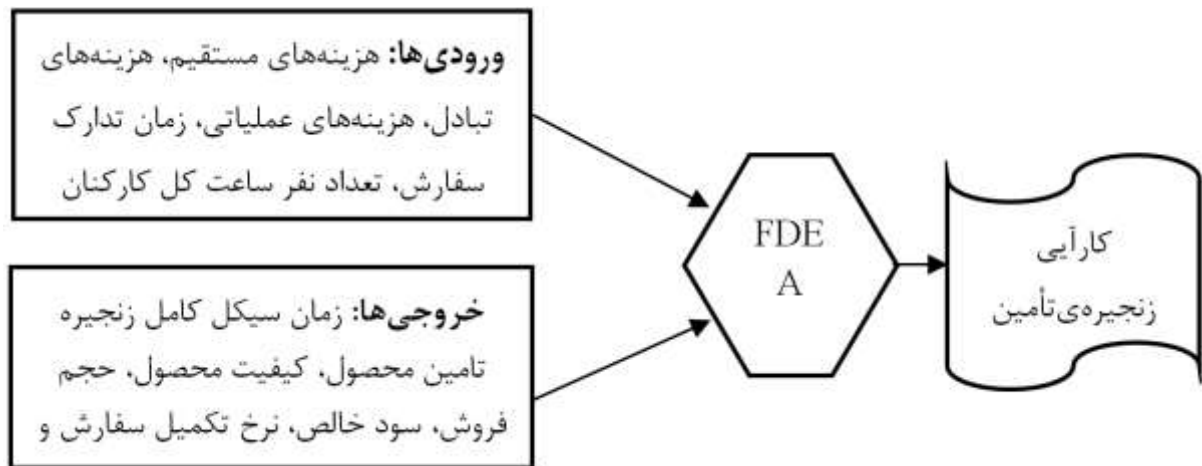 ورودی‌ها: هزینه‌های مستقیم، هزینه‌های
تبادل، هزینه‌های عملیاتی، زمان تدارک
سفارش، تعداد نفر ساعت کل کارکنان
خروجی‌ها: زمان سیکل کامل زنجیره
تامین محصول، کیفیت محصول، حجم
فروش، سود خالص، نرخ تکمیل سفارش و
FDE
A
کارآیی
زنجیره‌ی‌تأمین